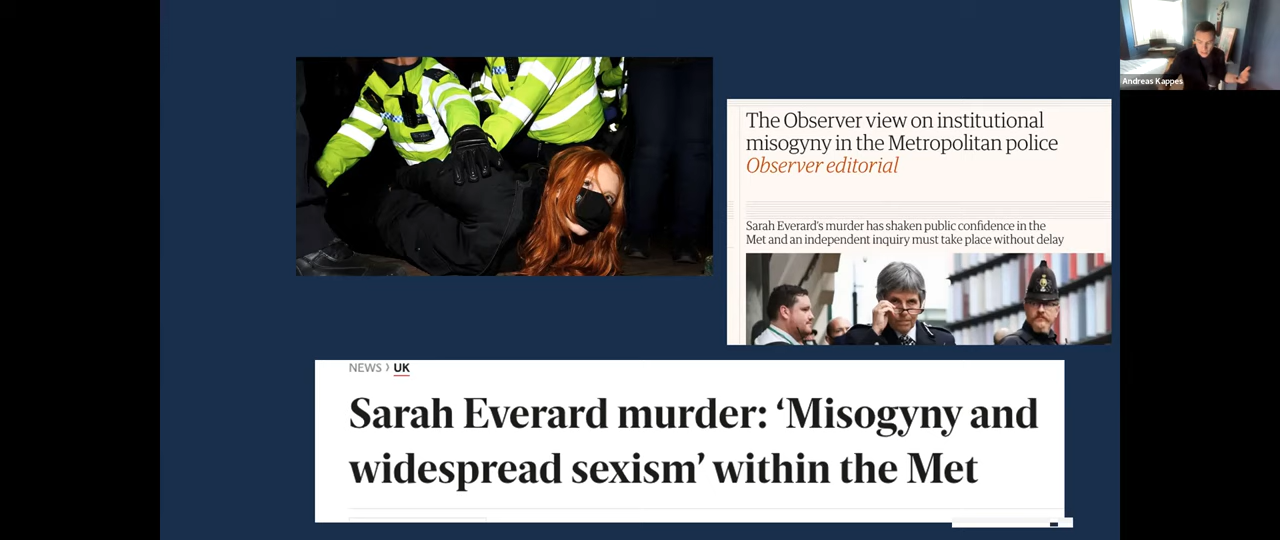 The Observer view on institutional
misogyny in the Metropolitan police
Observer editorial
Sarah Everard's murder has shaken public confidence in the
Met and an independent inquiry must take place without delay
NEWS › UK
Sarah Everard murder: ‘Misogyny and
widespread sexism’ within the Met
Andreas Kappes